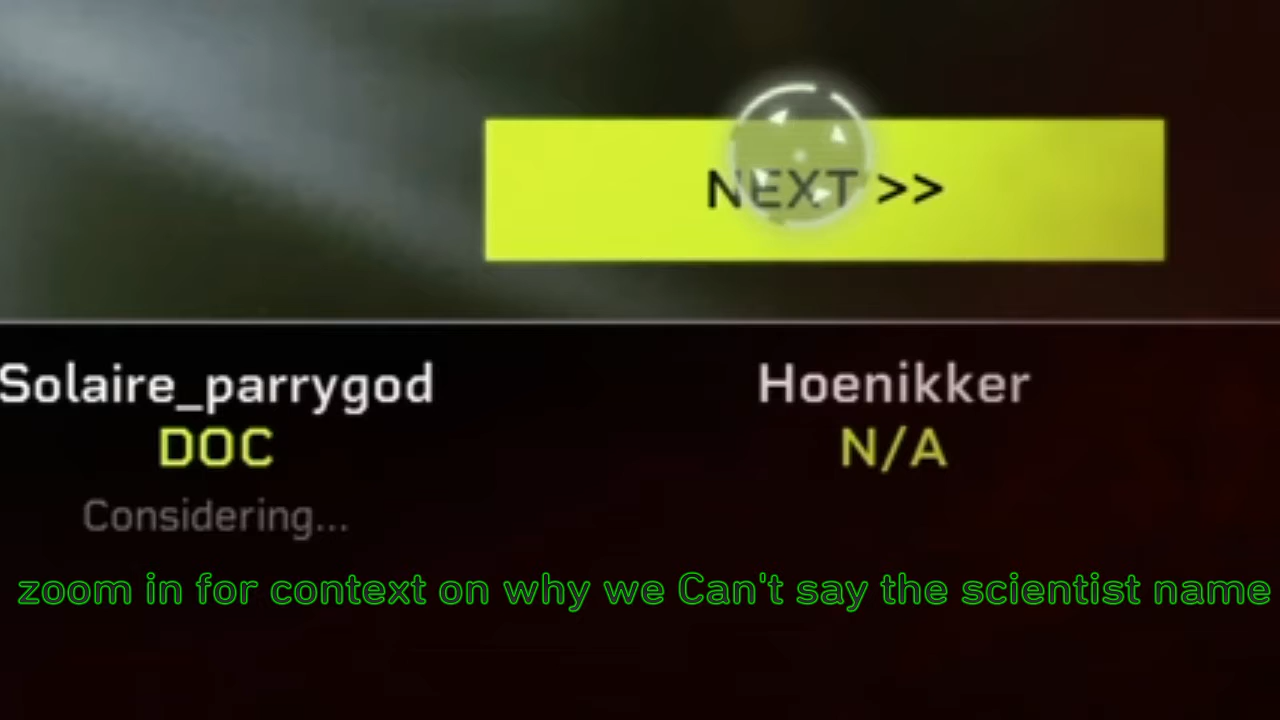 NEXT >>
Solaire_parrygod
Hoenikker
DOC
N/A
Considering...
zoom in for context on why we Can't say the scientist name